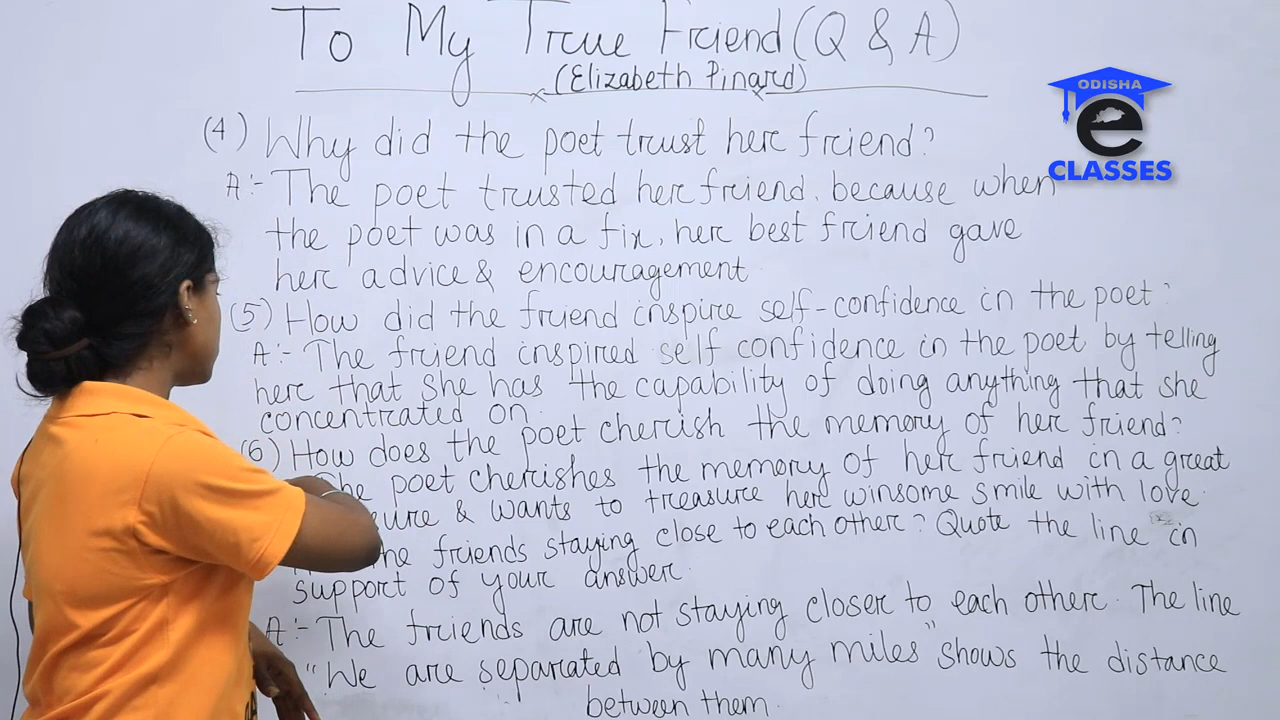 To My True Friend (Q & A)
(Elizabeth Pinard)
ODISHA
e
CLASSES
(4) Why did the poet trust her friend?
A:- The poet trusted her friend. because when
the poet was in a fix, her best friend gave
her advice & encouragement
(5) How did the friend inspire self-confidence in the poet?
A:- The friend inspired self confidence in the poet by telling
her that she has the capability of doing anything that she
concentrated on.
(6) How does the poet cherish the memory of her friend?
he poet cherishes the memory of her friend in a great
ure & wants to treasure her winsome smile with love.
he friends staying close to each other? Quote the line in
support of your answer.
A:- The friends are not staying closer to each other. The line
"We are separated by many miles" shows the distance
between them.